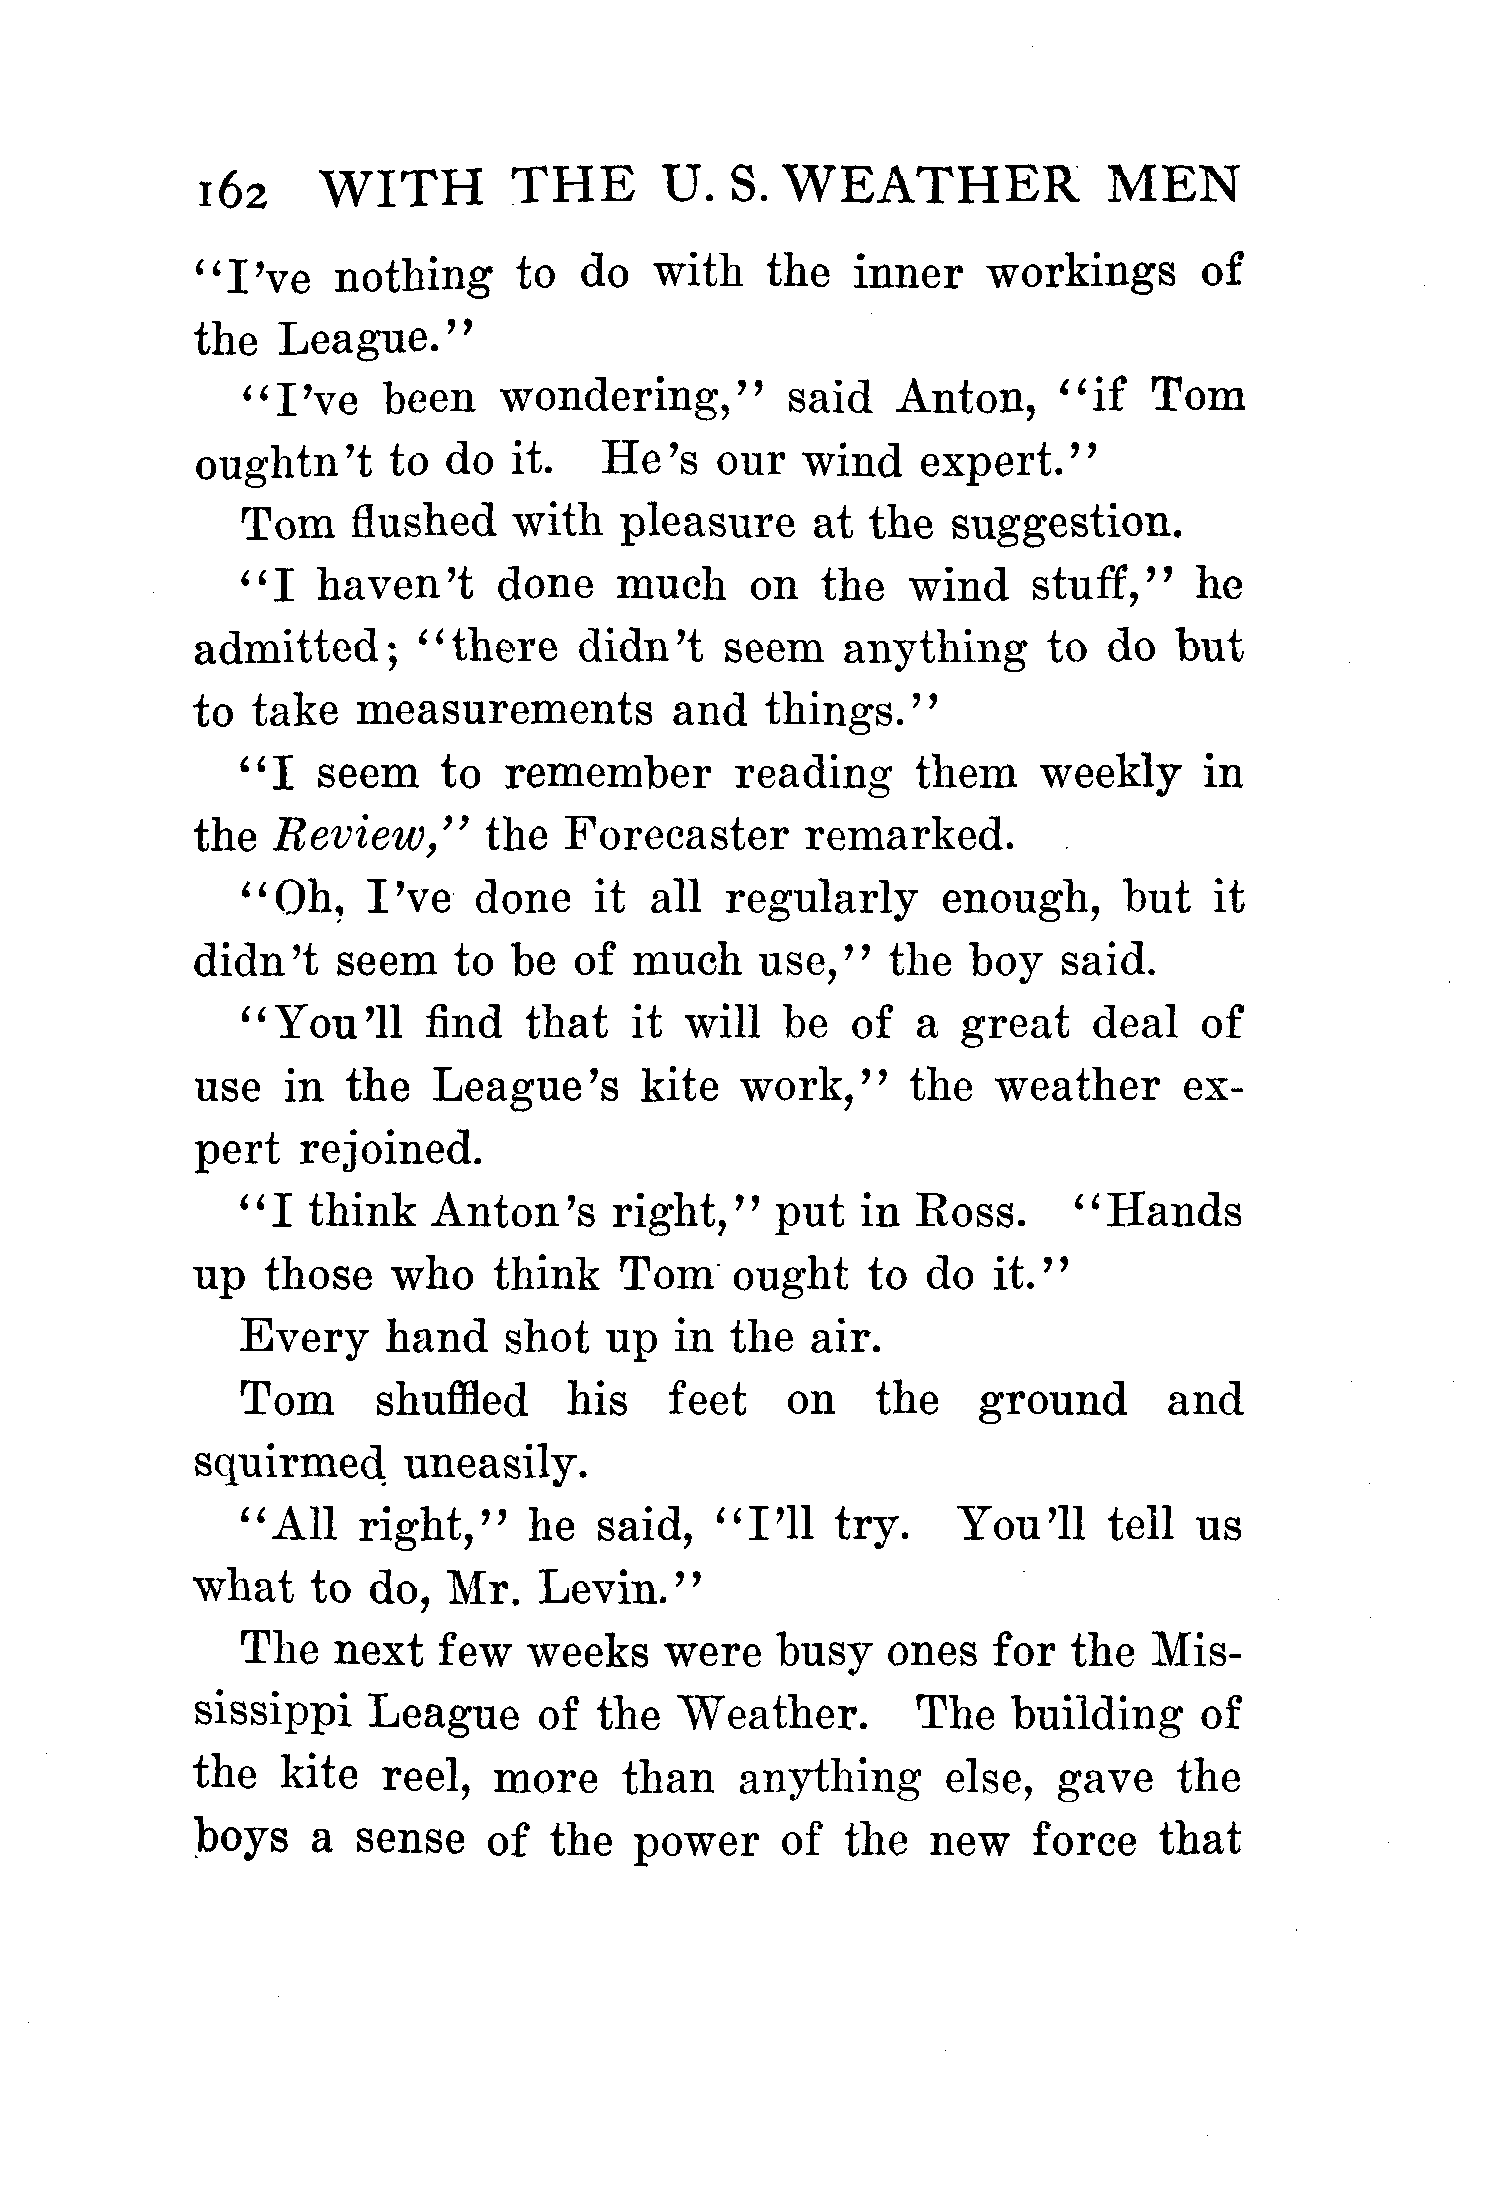 162 WITH THE U. S. WEATHER MEN
“I’ve nothing to do with the inner workings of
the League.”
“I’ve been wondering,” said Anton, “if Tom
oughtn’t to do it. He’s our wind expert.”
Tom flushed with pleasure at the suggestion.
“I haven’t done much on the wind stuff,” he
admitted; “there didn’t seem anything to do but
to take measurements and things.”
“I seem to remember reading them weekly in
the Review,” the Forecaster remarked.
“Oh, I’ve done it all regularly enough, but it
didn’t seem to be of much use,” the boy said.
“You’ll find that it will be of a great deal of
use in the League’s kite work,” the weather ex-
pert rejoined.
“I think Anton’s right,” put in Ross. “Hands
up those who think Tom ought to do it.”
Every hand shot up in the air.
Tom shuffled his feet on the ground and
squirmed uneasily.
“All right,” he said, “I’ll try. You’ll tell us
what to do, Mr. Levin.”
The next few weeks were busy ones for the Mis-
sissippi League of the Weather. The building of
the kite reel, more than anything else, gave the
boys a sense of the power of the new force that